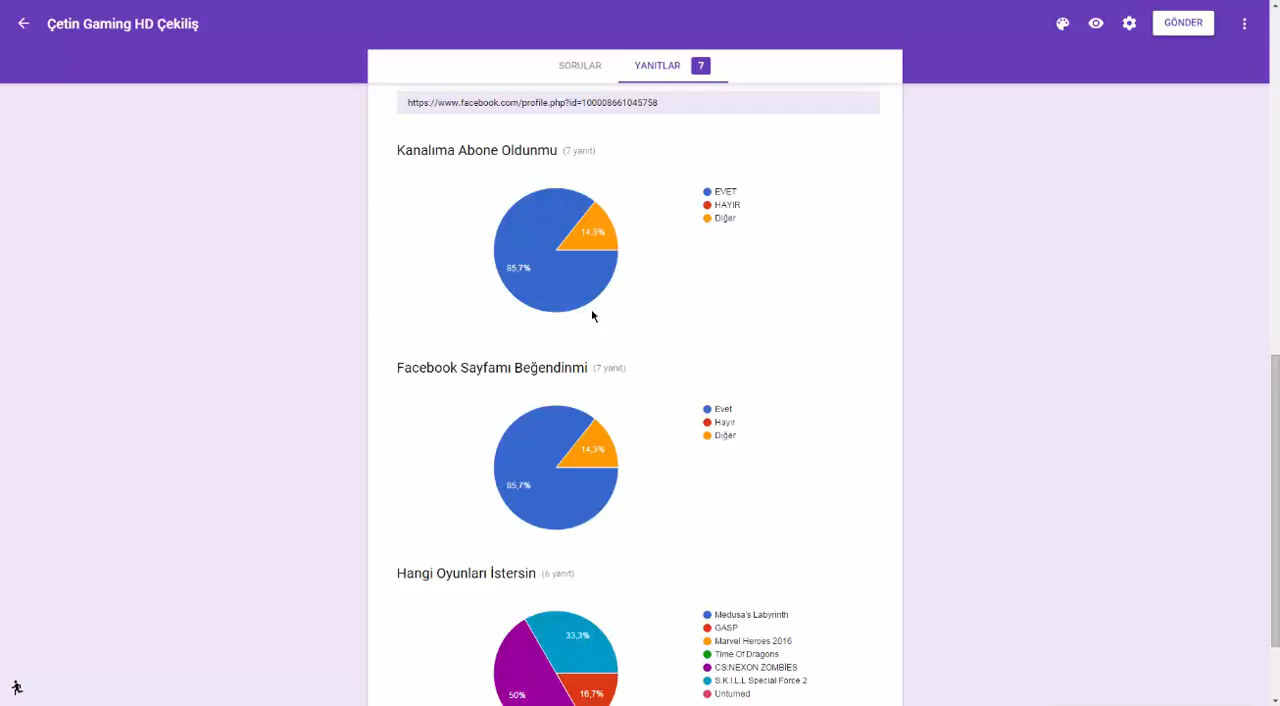 Çetin Gaming HD Çekiliş
GÖNDER
SORULAR
YANITLAR 7
https://www.facebook.com/profile.php?id=100008661045758
Kanalıma Abone Oldunmu (7 yanıt)
EVET
HAYIR
Diğer
14,3%
85,7%
Facebook Sayfamı Beğendinmi (7 yanıt)
Evet
Hayır
Diğer
14,3%
85,7%
Hangi Oyunları İstersin (6 yanıt)
Medusa's Labyrinth
GASP
Marvel Heroes 2016
Time Of Dragons
CS:NEXON ZOMBİES
S.K.I.L.L Special Force 2
Unturned
33,3%
50%
16,7%